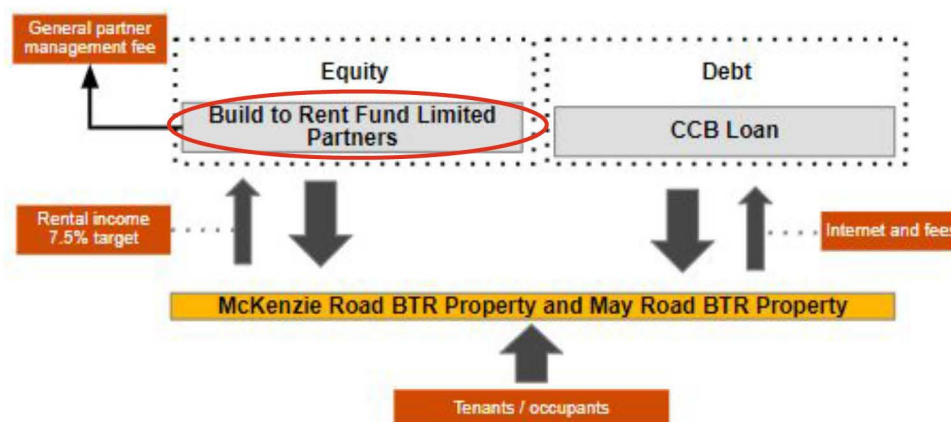 General partner
management fee
Equity
Debt
Build to Rent Fund Limited
Partners
CCB Loan
Rental income
7.5% target
Internet and fees
McKenzie Road BTR Property and May Road BTR Property
Tenants / occupants